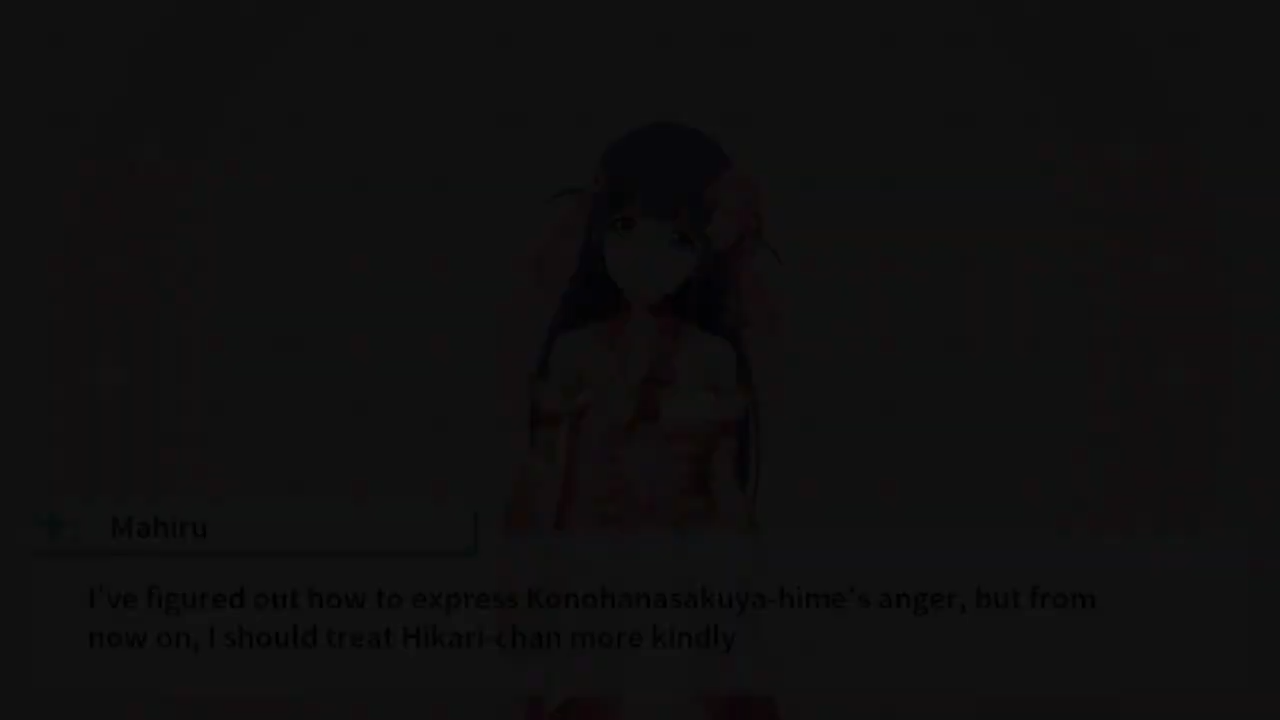 Mahiru
I've figured out how to express Konohanasakuya-hime's anger, but from
now on, I should treat Hikari-chan more kindly